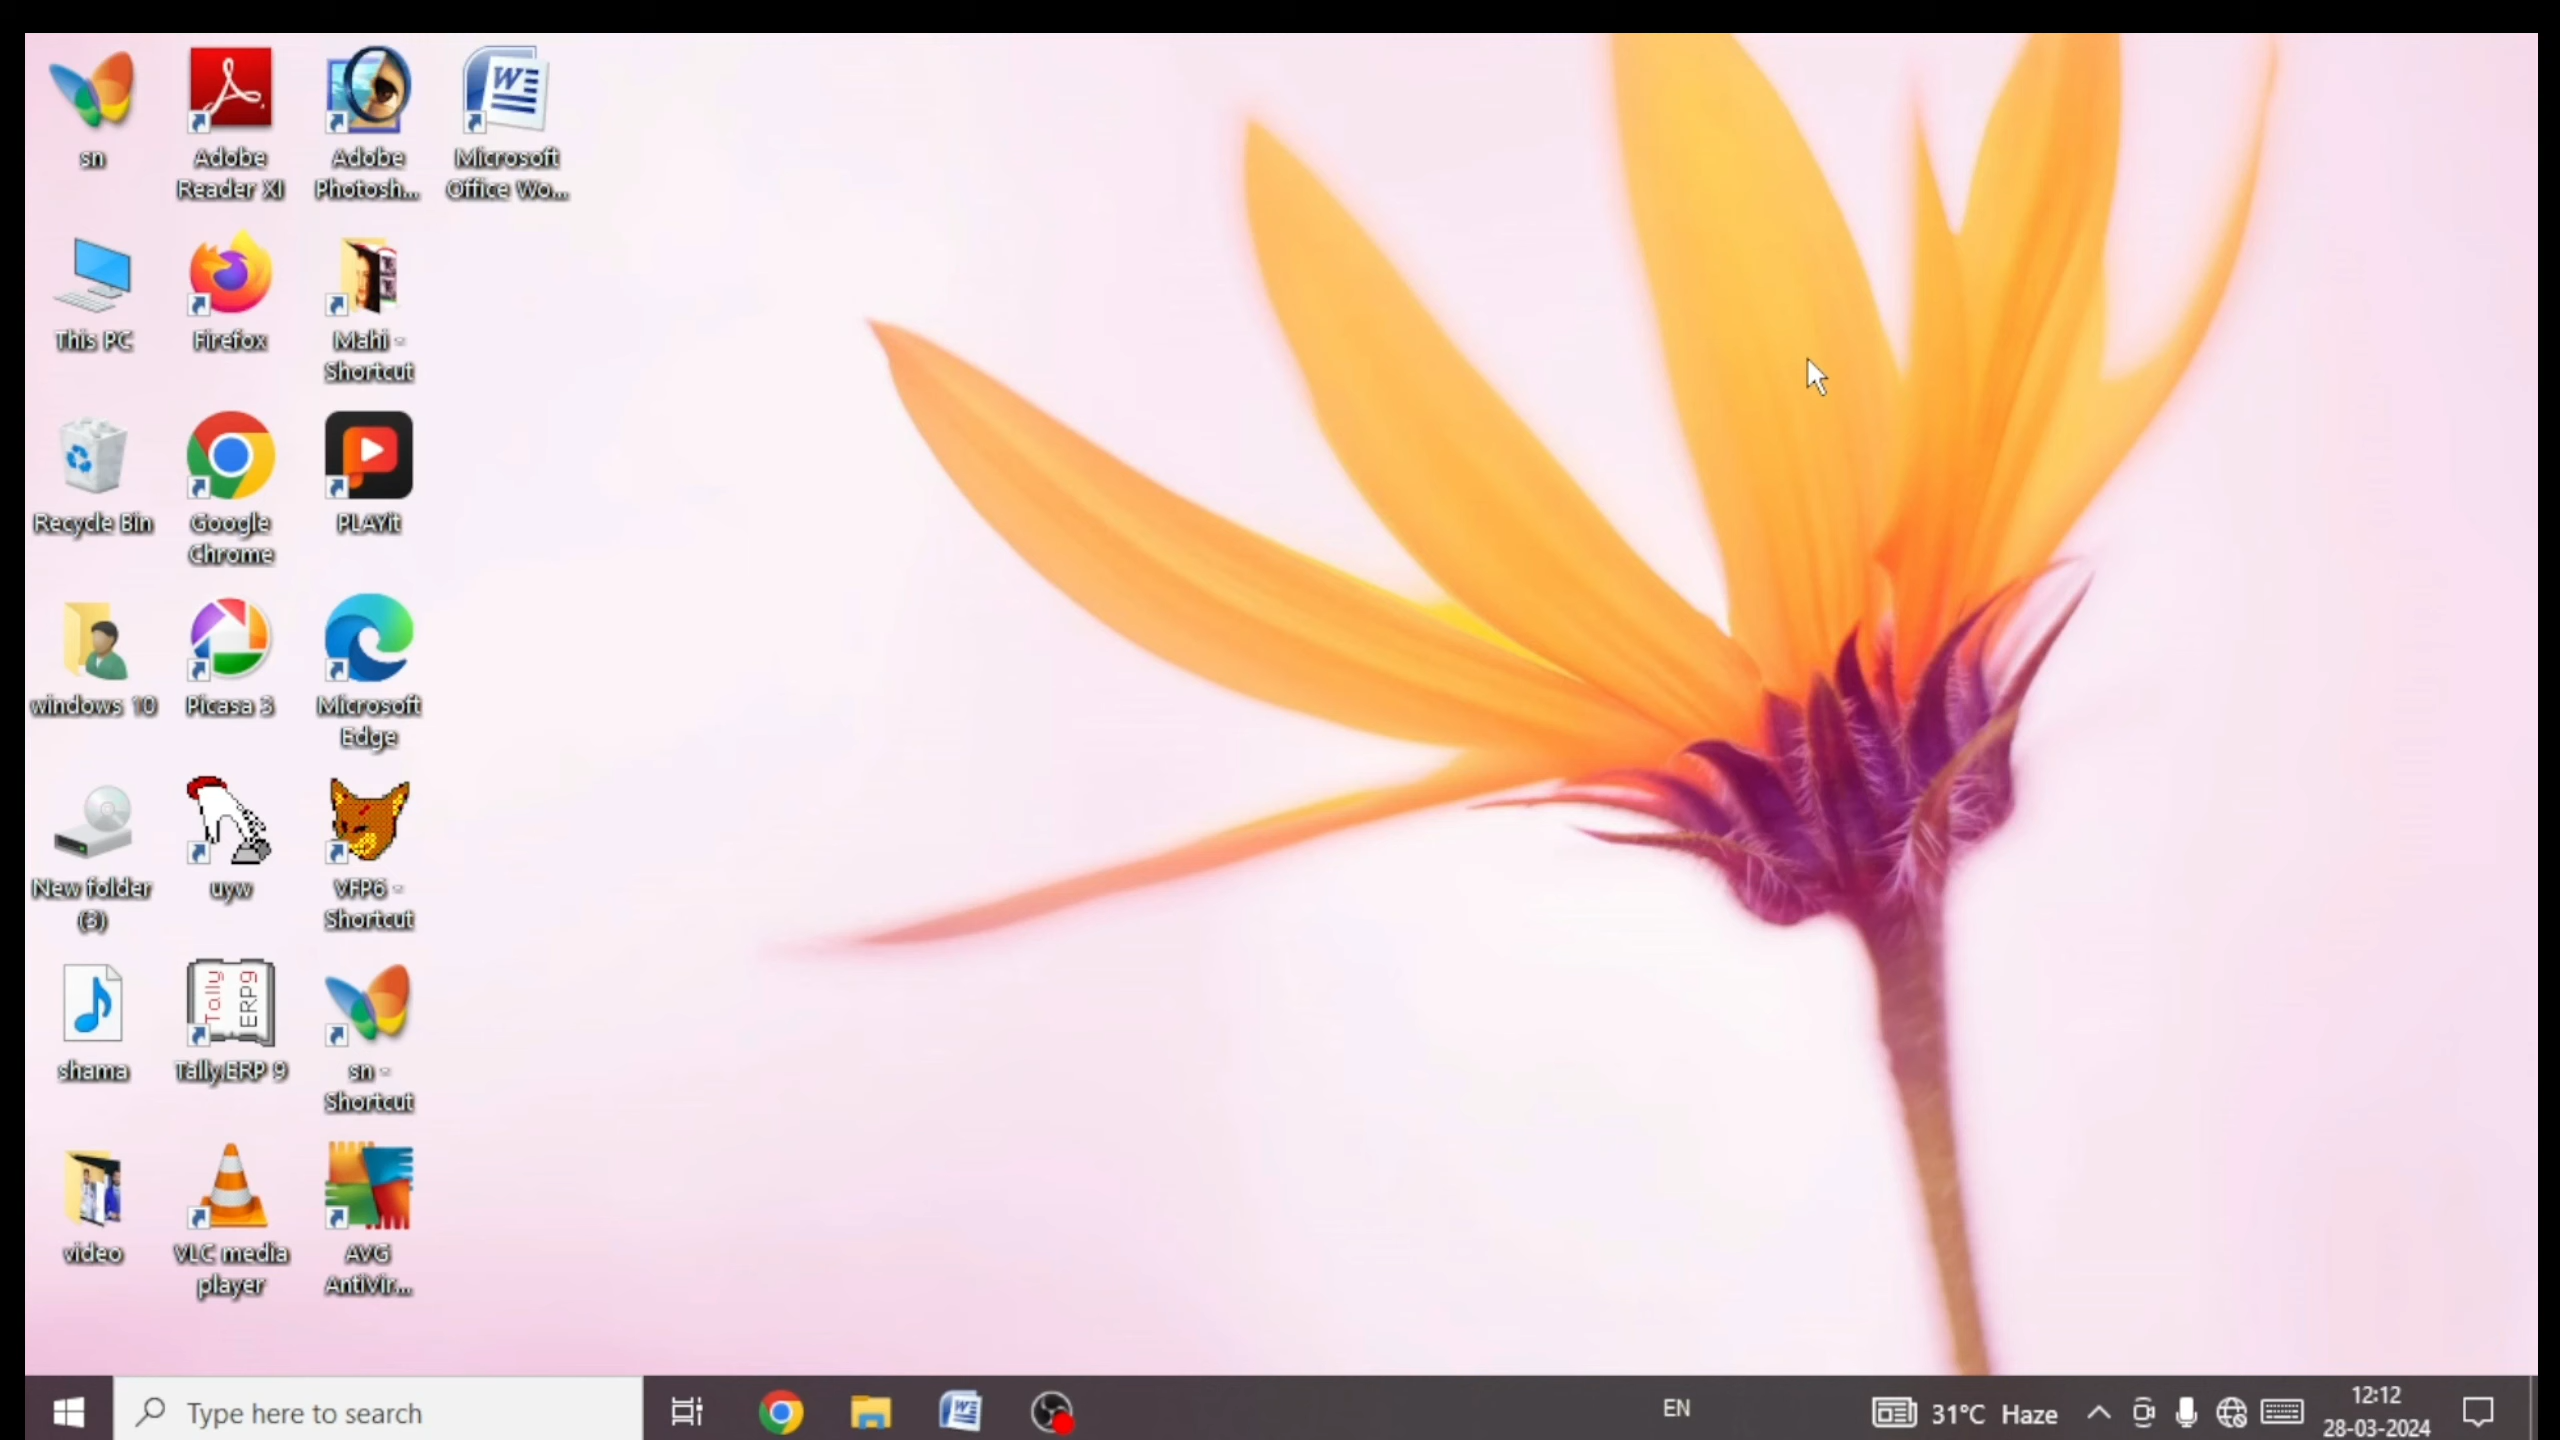 sn
Adobe
Reader XI
Adobe
Photosh...
Microsoft
Office Wo...
This PC
Firefox
Mahi -
Shortcut
Recycle Bin
Google
Chrome
PLAYit
windows 10
Picasa 3
Microsoft
Edge
New folder
(3)
uyw
VFP6 -
Shortcut
shama
Tally
ERP9
Tally.ERP 9
sn -
Shortcut
video
VLC media
player
AVG
AntiVir...
Type here to search
EN
31°C Haze
12:12
28-03-2024